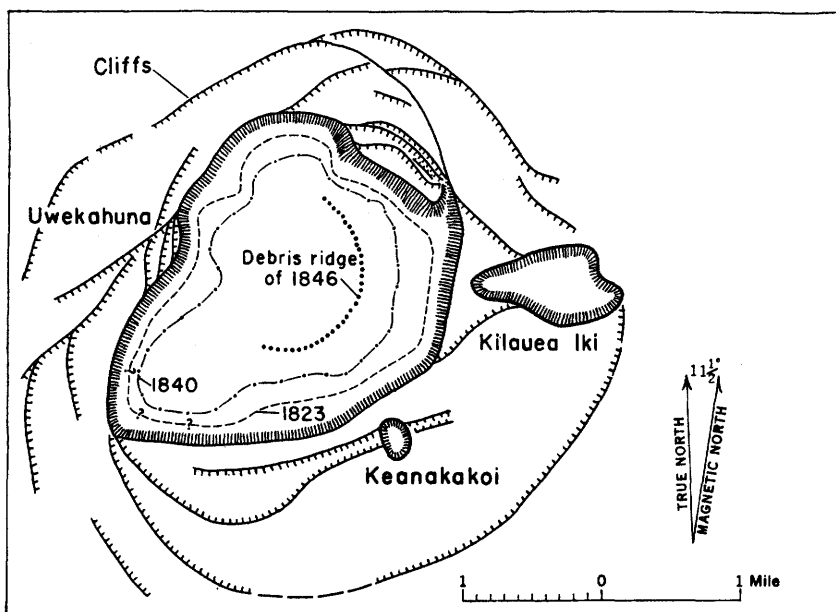 Cliffs
Uwekahuna
Debris ridge
of 1846
Kilauea Iki
1840
?
?
1823
Keanakakoi
11½°
TRUE NORTH
MAGNETIC NORTH
1 0 1 Mile